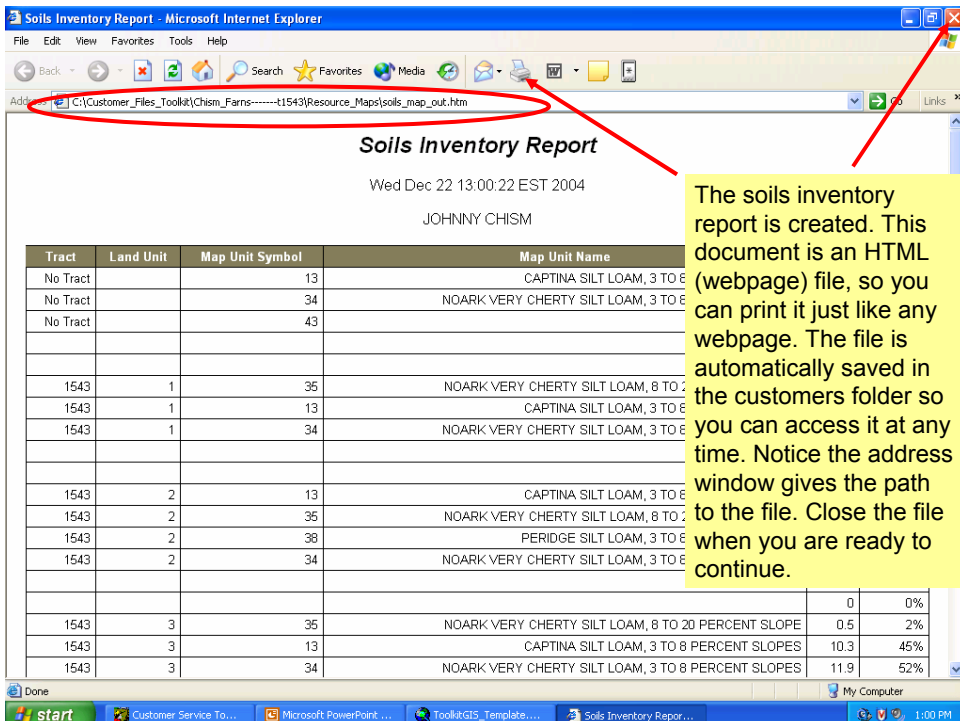 Soils Inventory Report - Microsoft Internet Explorer
File Edit View Favorites Tools Help
Back Search Favorites Media
Address C:\Customer_Files_Toolkit\Chism_Farns-------t1543\Resource_Maps\soils_map_out.htm Go Links »
Soils Inventory Report
Wed Dec 22 13:00:22 EST 2004
JOHNNY CHISM
The soils inventory
report is created. This
document is an HTML
(webpage) file, so you
can print it just like any
webpage. The file is
automatically saved in
the customers folder so
you can access it at any
time. Notice the address
window gives the path
to the file. Close the file
when you are ready to
continue.
Tract Land Unit Map Unit Symbol Map Unit Name
No Tract 13 CAPTINA SILT LOAM, 3 TO 8
No Tract 34 NOARK VERY CHERTY SILT LOAM, 3 TO 8
No Tract 43
1543 1 35 NOARK VERY CHERTY SILT LOAM, 8 TO 2
1543 1 13 CAPTINA SILT LOAM, 3 TO 8
1543 1 34 NOARK VERY CHERTY SILT LOAM, 3 TO 8
1543 2 13 CAPTINA SILT LOAM, 3 TO 8
1543 2 35 NOARK VERY CHERTY SILT LOAM, 8 TO 2
1543 2 38 PERIDGE SILT LOAM, 3 TO 8
1543 2 34 NOARK VERY CHERTY SILT LOAM, 3 TO 8
0 0%
1543 3 35 NOARK VERY CHERTY SILT LOAM, 8 TO 20 PERCENT SLOPE 0.5 2%
1543 3 13 CAPTINA SILT LOAM, 3 TO 8 PERCENT SLOPES 10.3 45%
1543 3 34 NOARK VERY CHERTY SILT LOAM, 3 TO 8 PERCENT SLOPES 11.9 52%
Done My Computer
start Customer Service To... Microsoft PowerPoint ... ToolkitGIS_Template.... Soils Inventory Repor... 1:00 PM